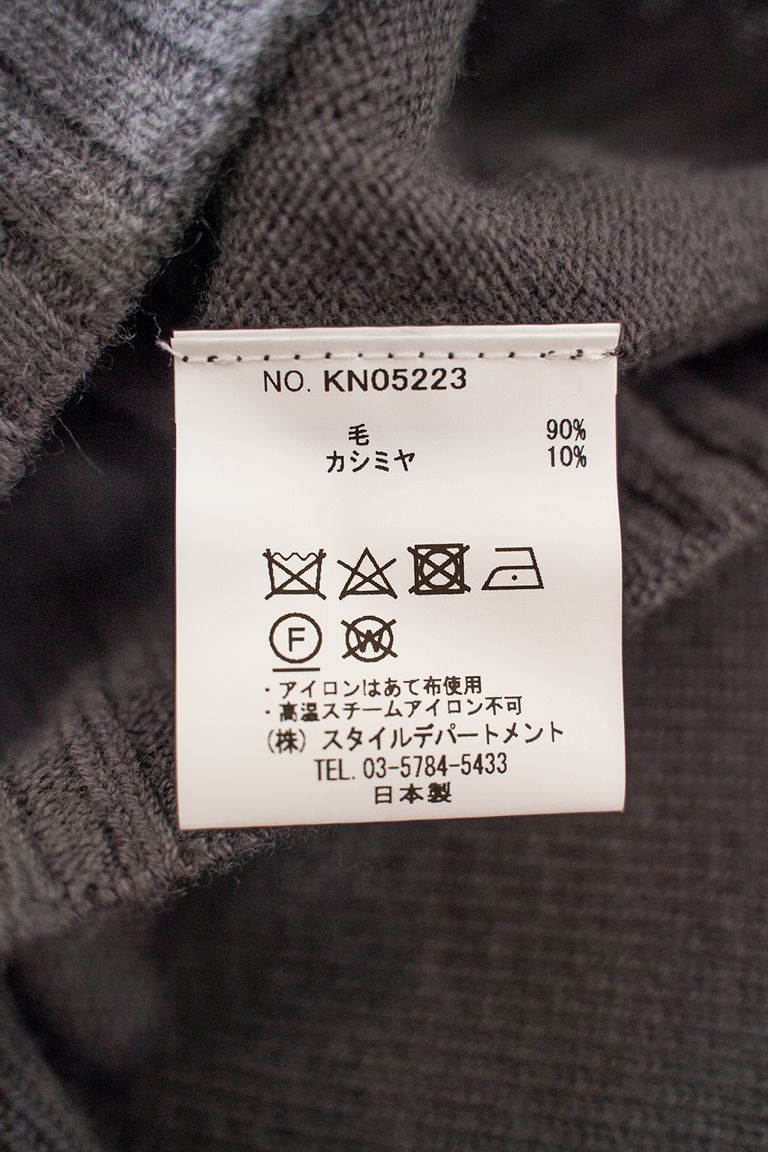 NO. KN05223
毛 90%
カシミヤ 10%
F W
・アイロンはあて布使用
・高温スチームアイロン不可
(株) スタイルデパートメント
TEL. 03-5784-5433
日本製